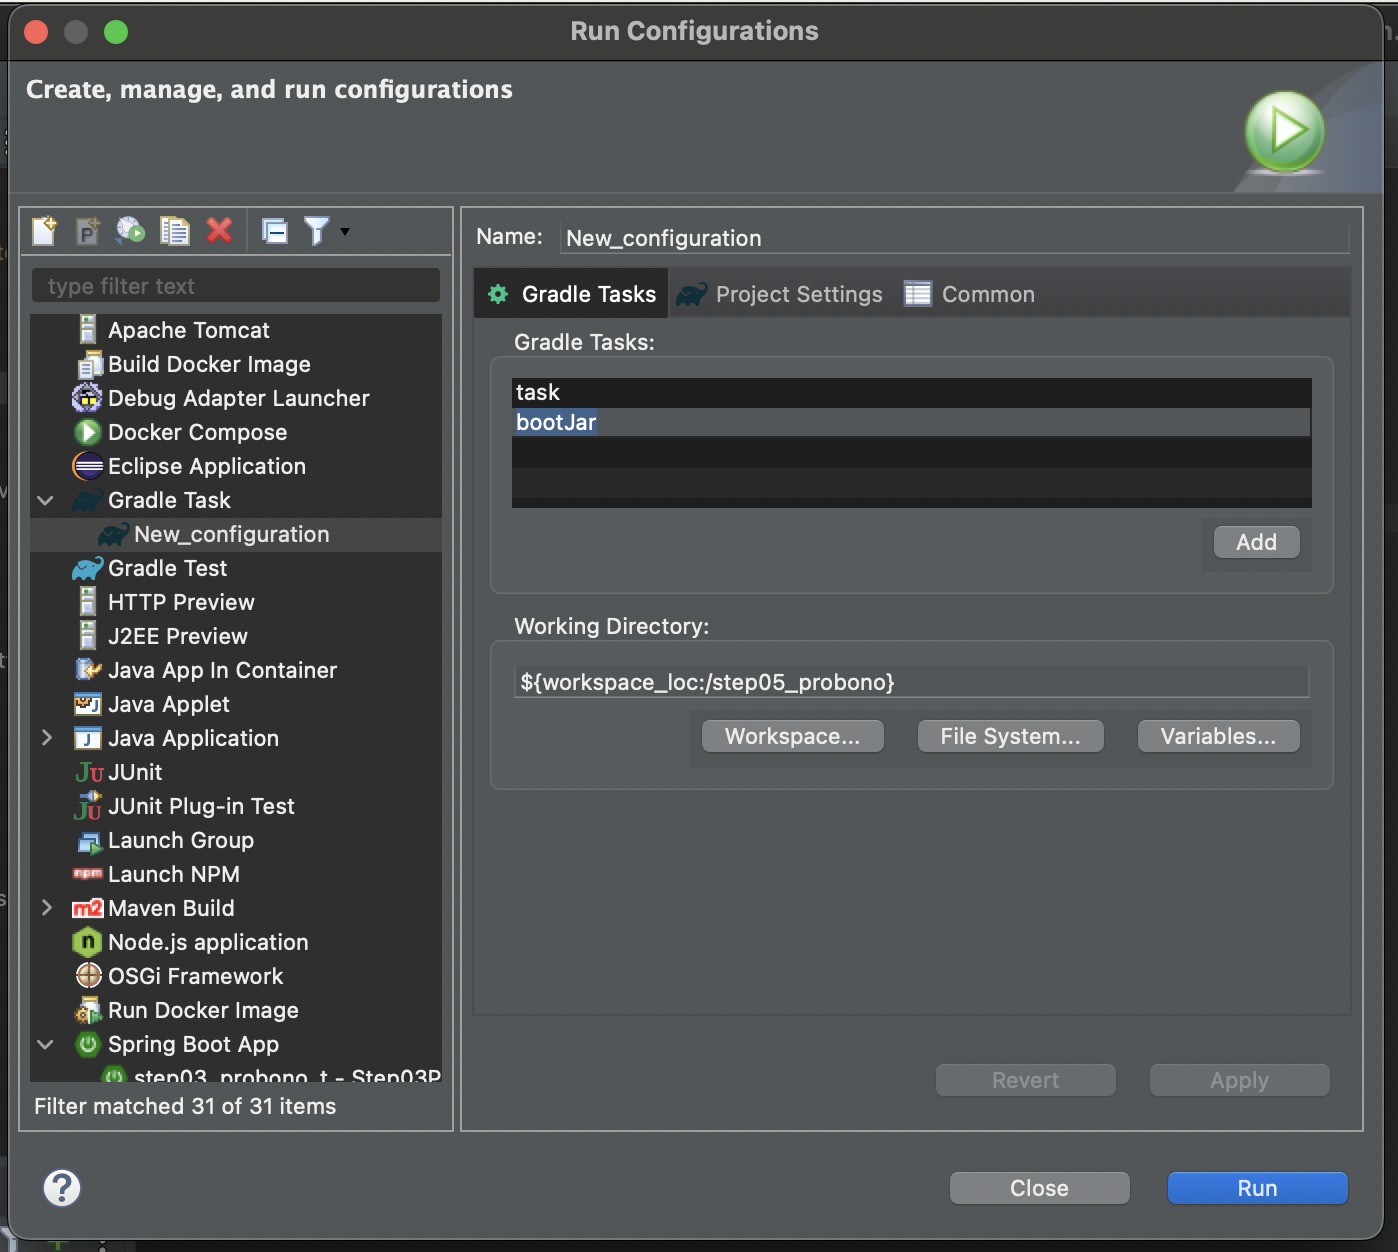 Run Configurations
Create, manage, and run configurations
type filter text
Apache Tomcat
Build Docker Image
Debug Adapter Launcher
Docker Compose
Eclipse Application
Gradle Task
New_configuration
Gradle Test
HTTP Preview
J2EE Preview
Java App In Container
Java Applet
Java Application
JUnit
JUnit Plug-in Test
Launch Group
Launch NPM
Maven Build
Node.js application
OSGi Framework
Run Docker Image
Spring Boot App
step03_probono_t - Step03P
Filter matched 31 of 31 items
Name: New_configuration
Gradle Tasks Project Settings Common
Gradle Tasks:
task
bootJar
Add
Working Directory:
${workspace_loc:/step05_probono}
Workspace... File System... Variables...
Revert Apply
Close Run